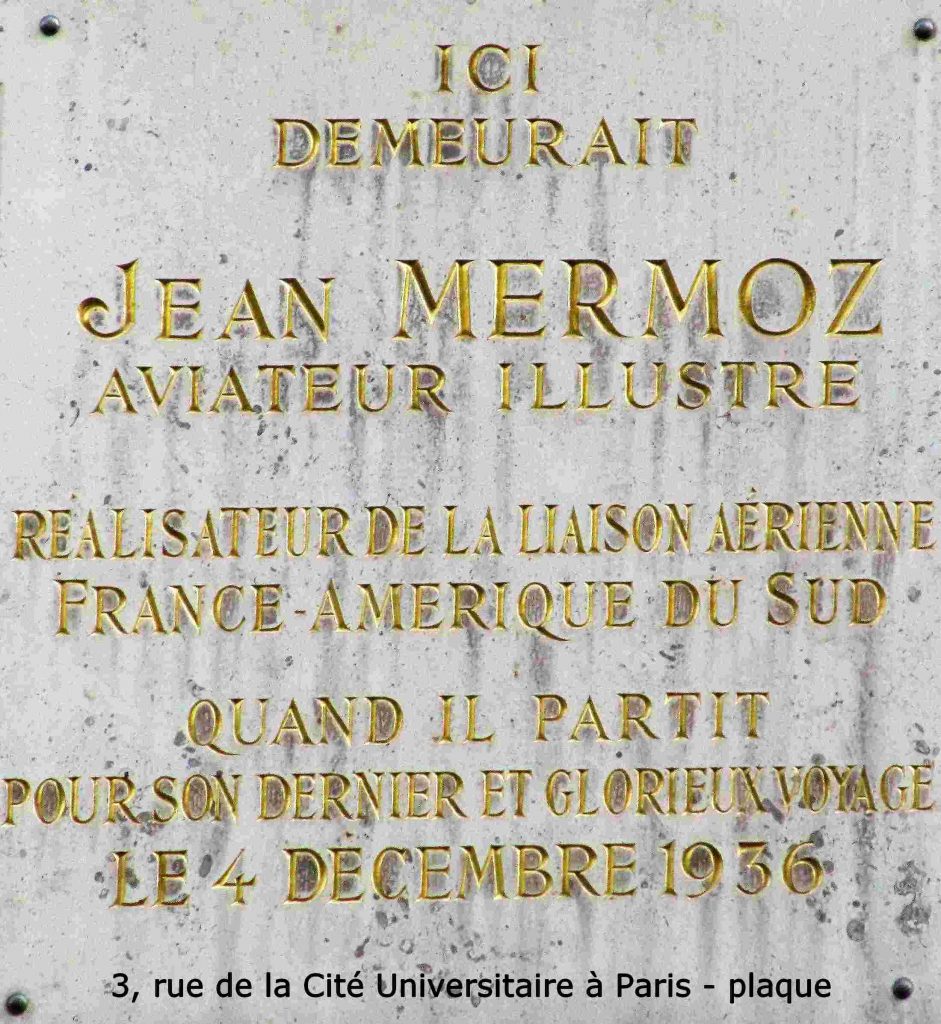 ICI
DEMEURAIT
JEAN MERMOZ
AVIATEUR ILLUSTRE
RÉALISATEUR DE LA LIAISON AÉRIENNE
FRANCE-AMERIQUE DU SUD
QUAND IL PARTIT
POUR SON DERNIER ET GLORIEUX VOYAGE
LE 4 DÉCEMBRE 1936
3, rue de la Cité Universitaire à Paris - plaque